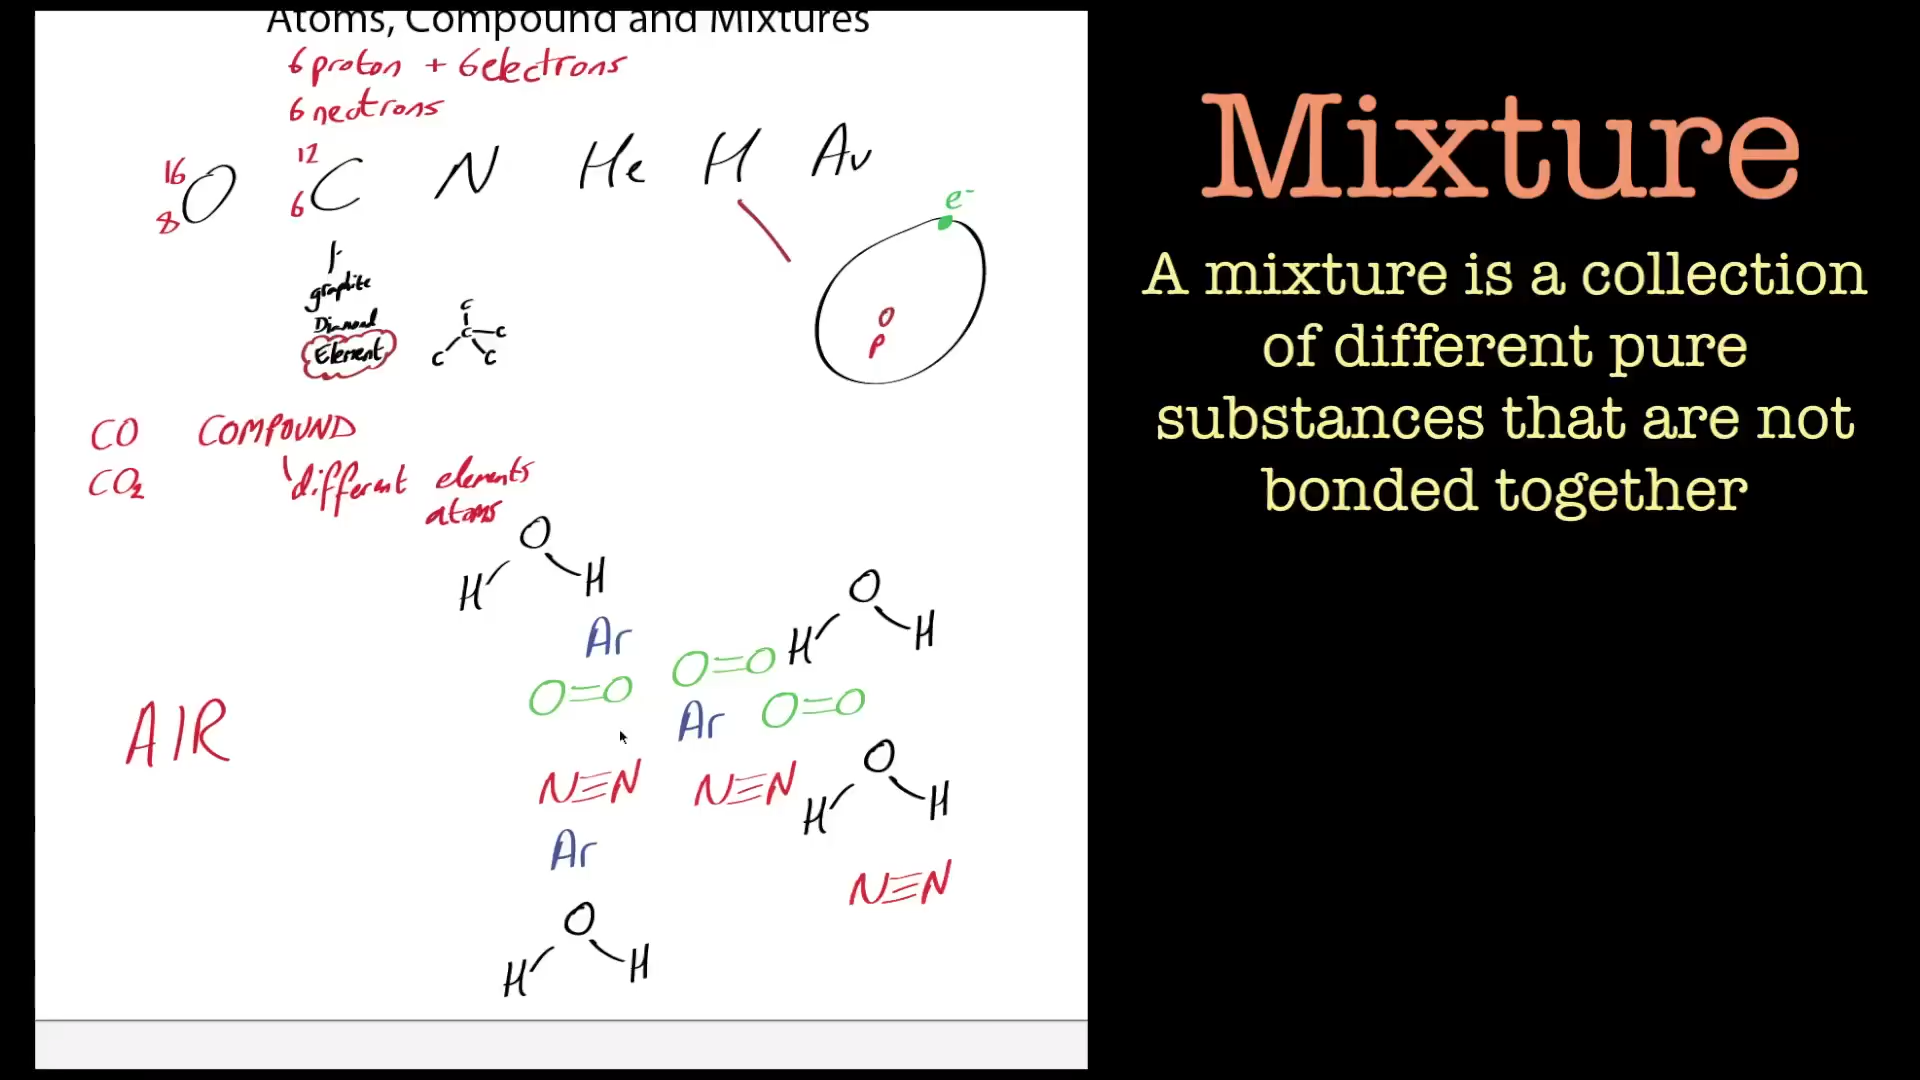 Atoms, Compound and Mixtures
6 proton + 6 electrons
6 neutrons
16
8
O
12
6
C
N
He
H
Au
e-
O
P
graphite
Diamond
Element
C
C
C
C
C
CO
COMPOUND
CO2
different elements
atoms
O
H
H
O
H
H
Ar
O=O
O=O
Ar
O=O
AIR
N≡N
N≡N
O
H
H
Ar
N≡N
O
H
H
Mixture
A mixture is a collection
of different pure
substances that are not
bonded together